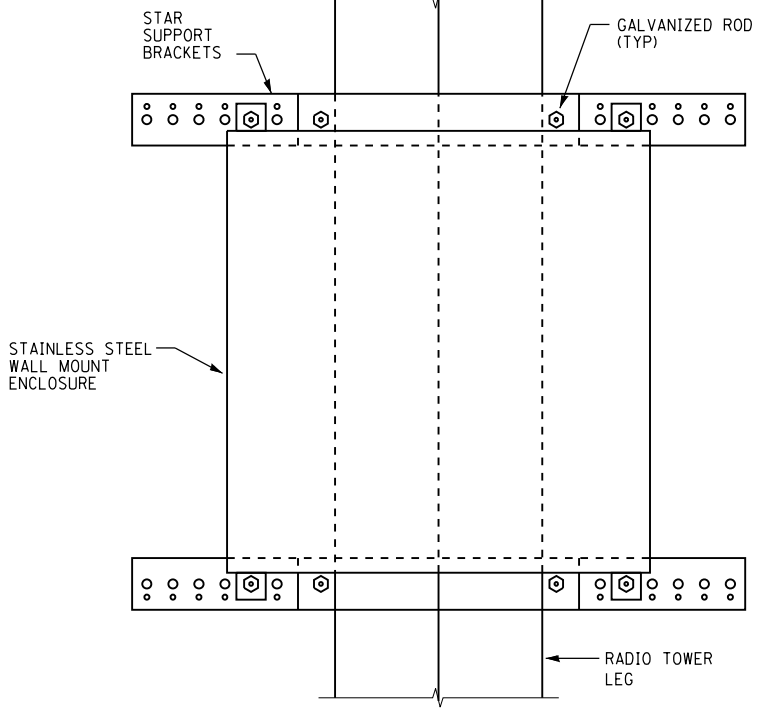 STAR
SUPPORT
BRACKETS
GALVANIZED ROD
(TYP)
STAINLESS STEEL
WALL MOUNT
ENCLOSURE
RADIO TOWER
LEG